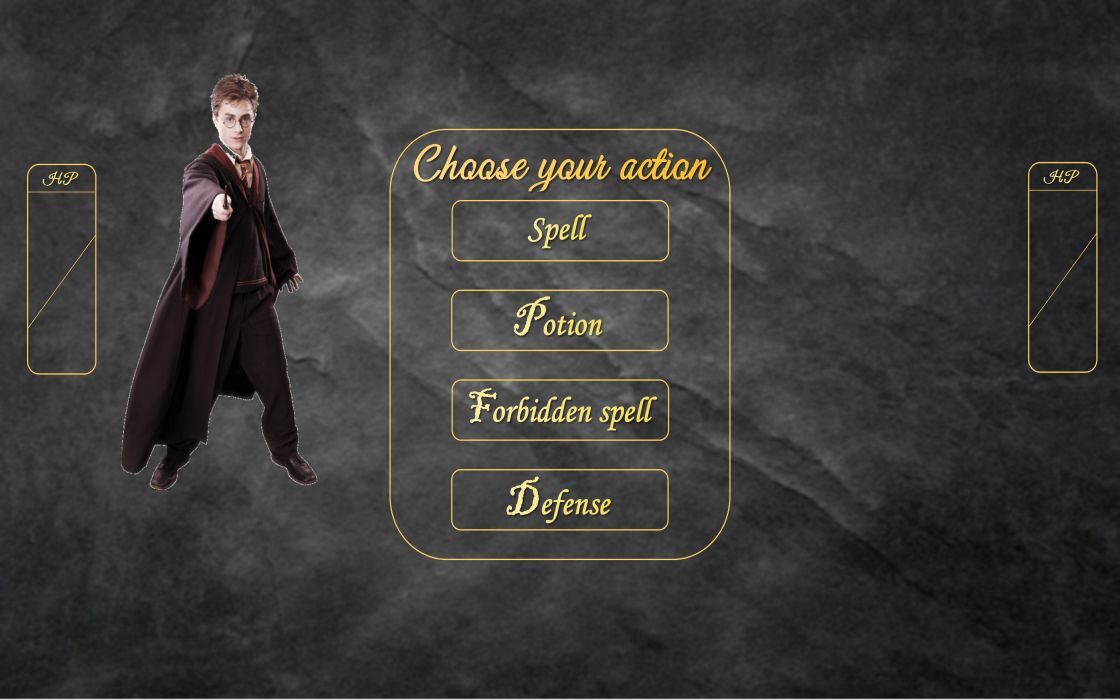 Choose your action
HP
HP
Spell
Potion
Forbidden spell
Defense